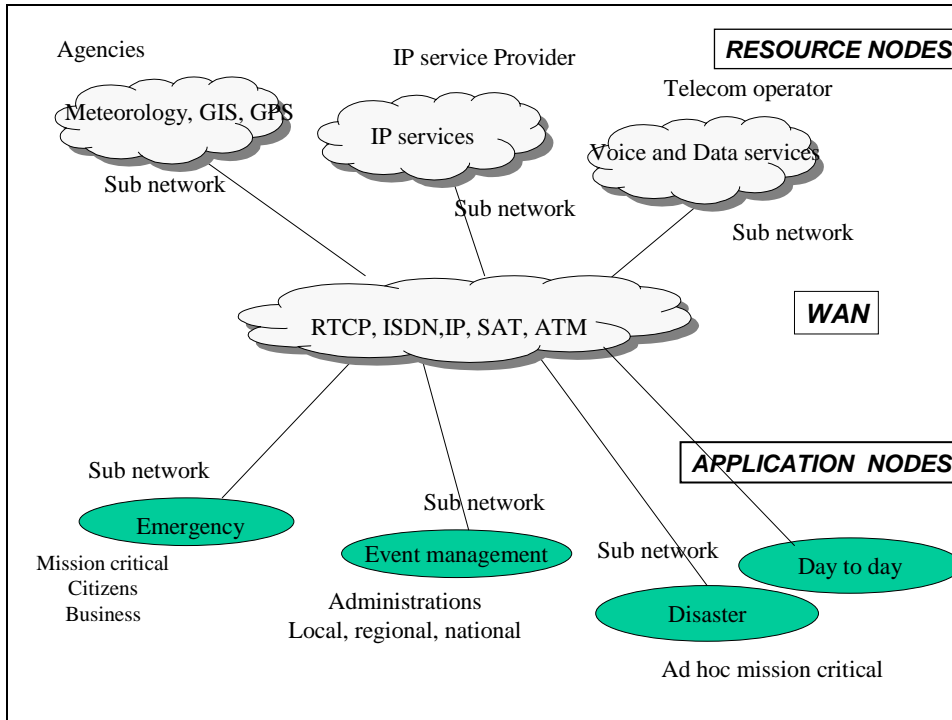 Agencies
IP service Provider
RESOURCE NODES
Telecom operator
Meteorology, GIS, GPS
IP services
Voice and Data services
Sub network
Sub network
Sub network
RTCP, ISDN,IP, SAT, ATM
WAN
APPLICATION NODES
Sub network
Sub network
Sub network
Emergency
Event management
Day to day
Disaster
Mission critical
Citizens
Business
Administrations
Local, regional, national
Ad hoc mission critical